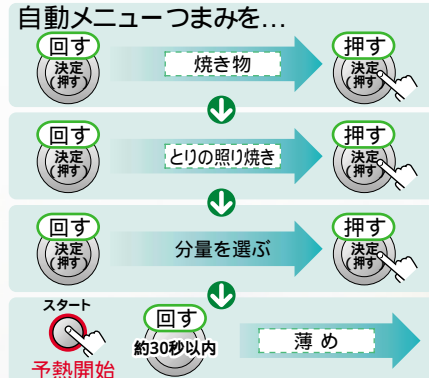 自動メニューつまみを…
回す
決定
(押す)
焼き物
押す
決定
(押す)
回す
決定
(押す)
とりの照り焼き
押す
決定
(押す)
回す
決定
(押す)
分量を選ぶ
押す
決定
(押す)
スタート
予熱開始
回す
約30秒以内
薄め